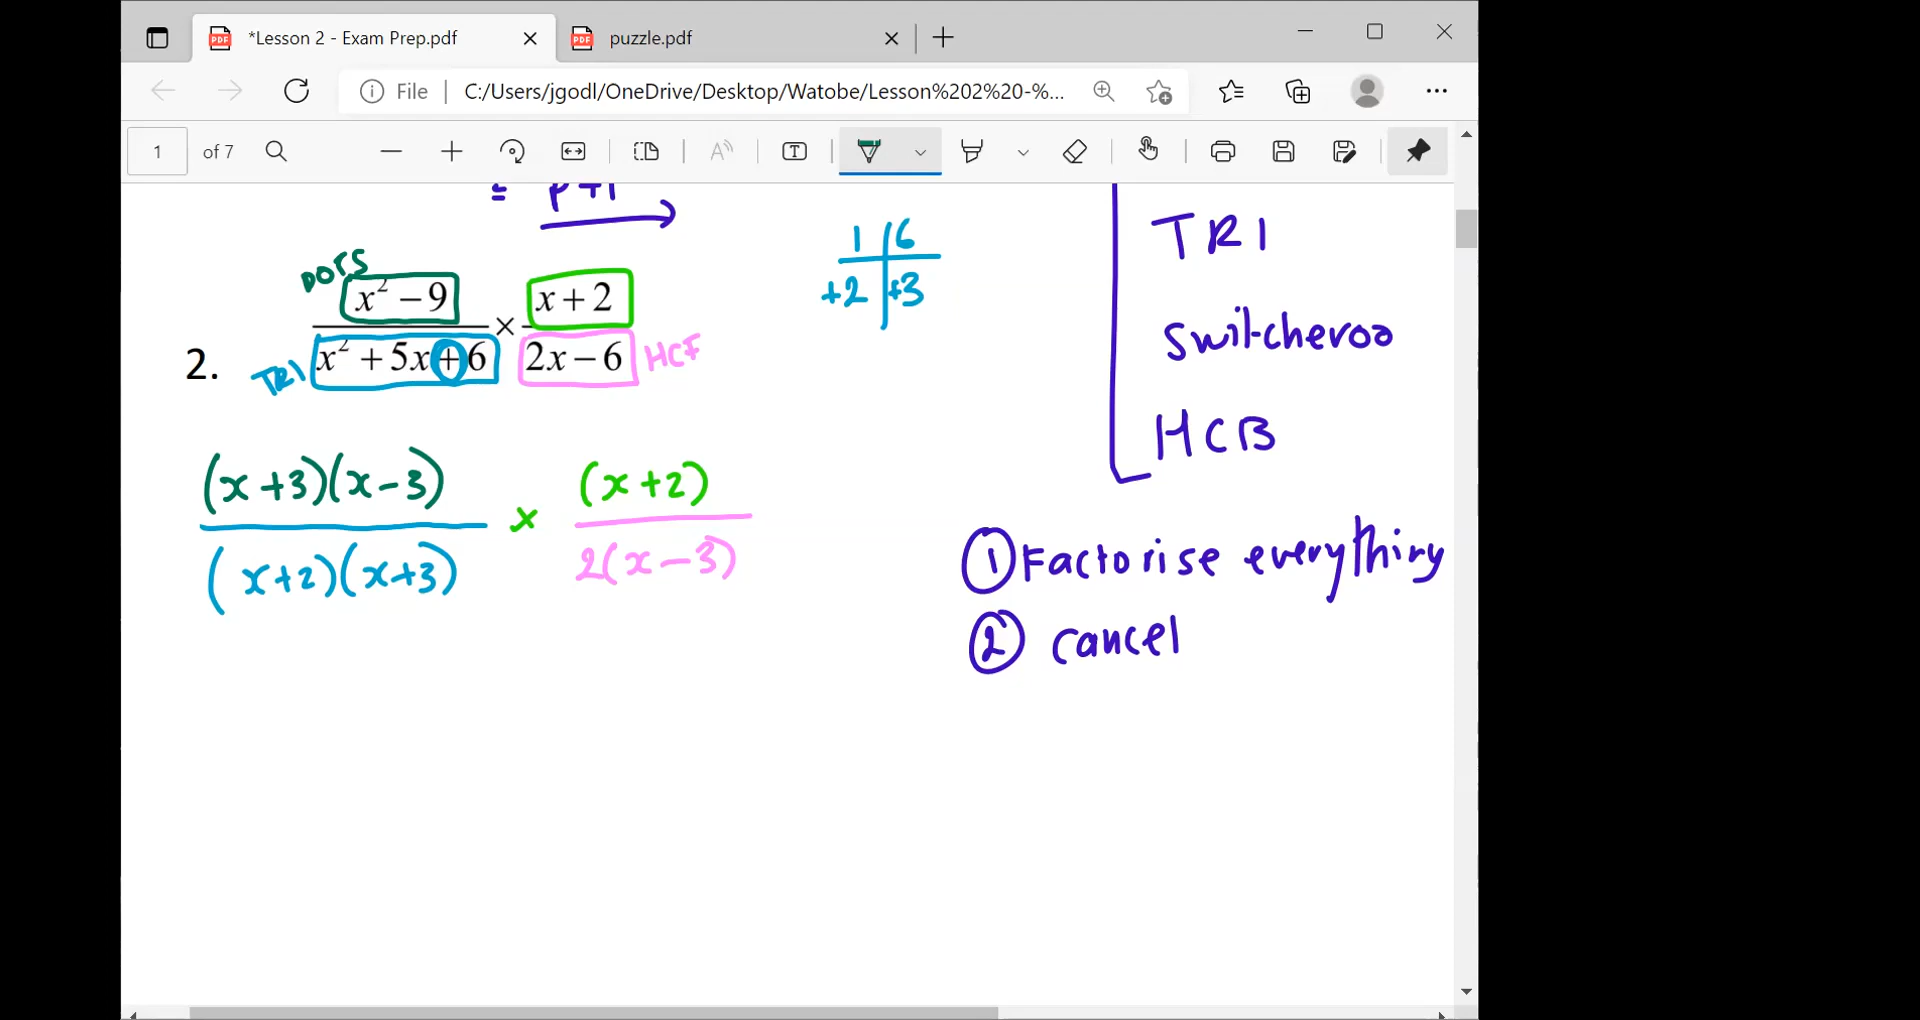 *Lesson 2 - Exam Prep.pdf
puzzle.pdf
File
C:/Users/jgodl/OneDrive/Desktop/Watobe/Lesson%202%20-%...
1 of 7
= p+1
TRI
switcheroo
HCB
1 | 6
+2 | +3
DOTS
2. x² − 9 / x² + 5x + 6 × x + 2 / 2x − 6
TRI
HCF
(x+3)(x−3) / (x+2)(x+3) × (x+2) / 2(x−3)
① Factorise everything
② cancel